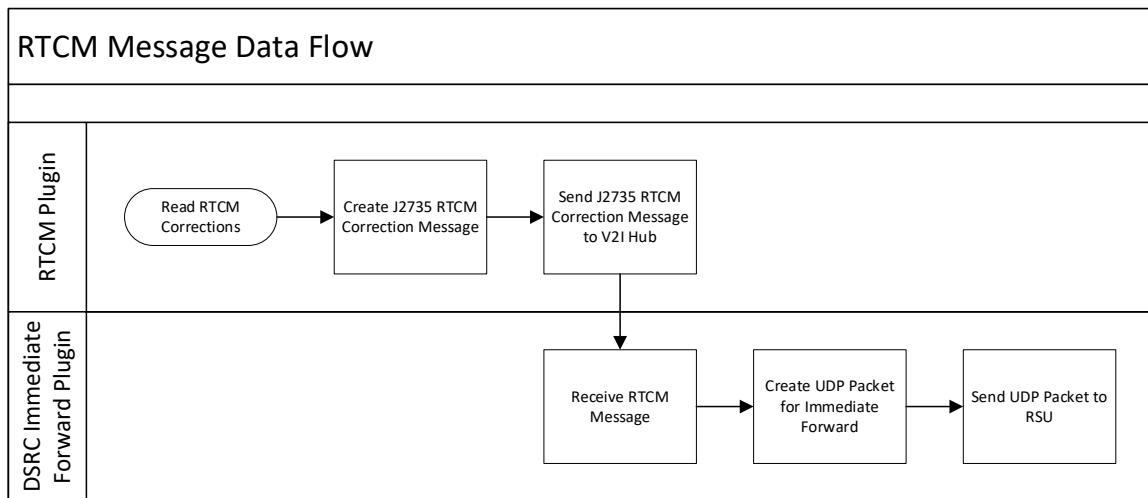 RTCM Message Data Flow
RTCM Plugin
Read RTCM
Corrections
Create J2735 RTCM
Correction Message
Send J2735 RTCM
Correction Message
to V2I Hub
DSRC Immediate
Forward Plugin
Receive RTCM
Message
Create UDP Packet
for Immediate
Forward
Send UDP Packet to
RSU